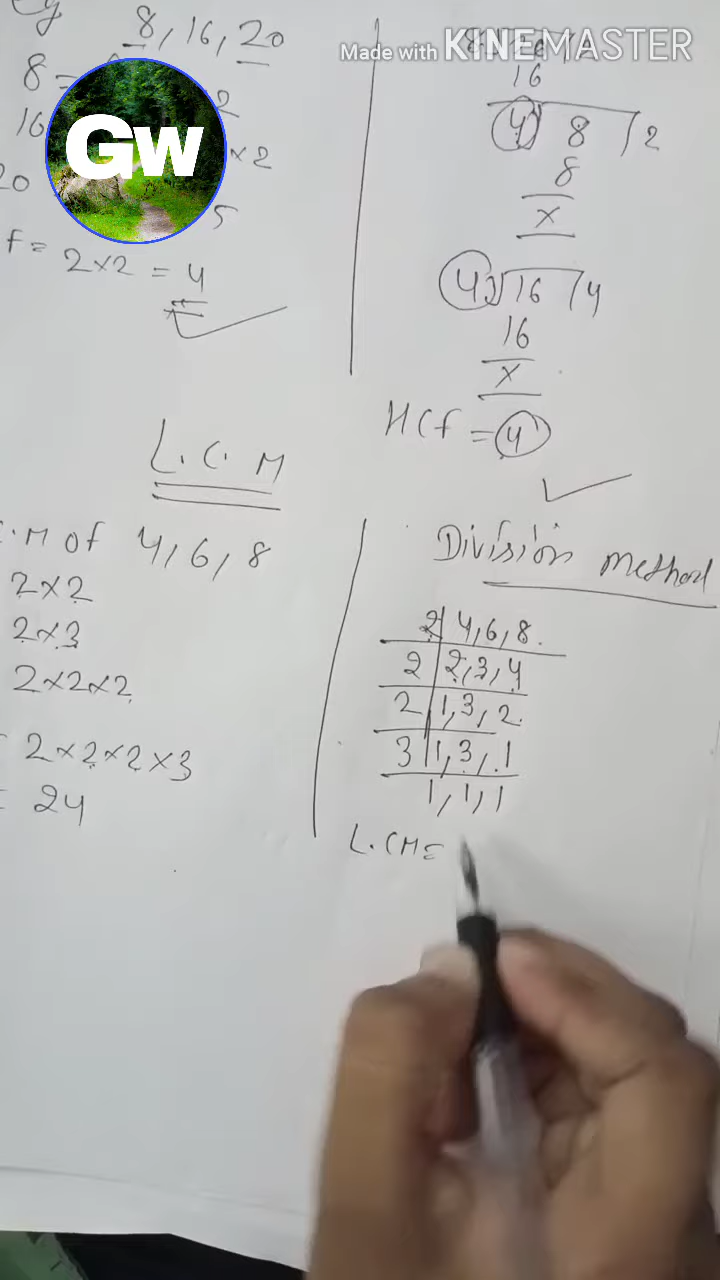 Made with KINEMASTER
GW
8, 16, 20
8 =
2
16
×2
20
5
f = 2×2 = 4
16
4 8 2
8
×
4 16 4
16
×
HCf = 4
L.C.M
.M of 4, 6, 8
2×2
2×3
2×2×2
= 2×2×2×3
= 24
Division method
2 4, 6, 8
2 2, 3, 4
2 1, 3, 2
3 1, 3, 1
1, 1, 1
L.CM=